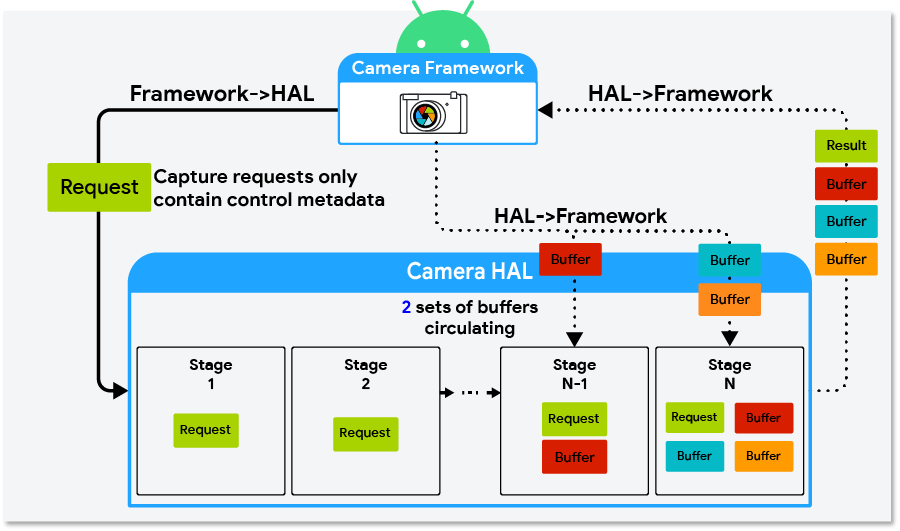 Camera Framework
Framework->HAL
HAL->Framework
Result
Buffer
Buffer
Buffer
Request
Capture requests only
contain control metadata
HAL->Framework
Buffer
Buffer
Buffer
Camera HAL
2 sets of buffers
circulating
Stage
1
Request
Stage
2
Request
Stage
N-1
Request
Buffer
Stage
N
Request
Buffer
Buffer
Buffer